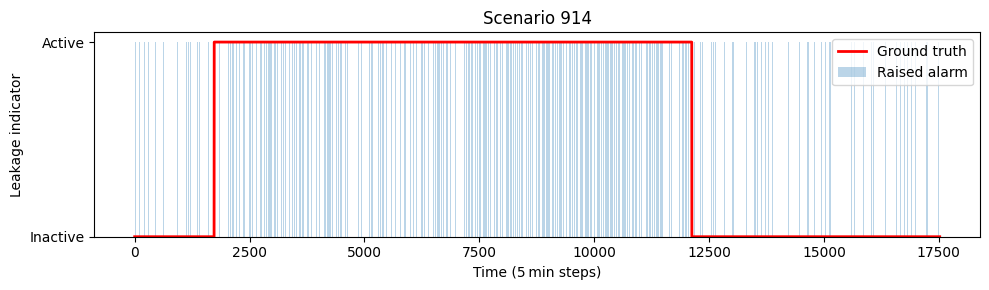 Scenario 914
Active
Inactive
Leakage indicator
Ground truth
Raised alarm
0
2500
5000
7500
10000
12500
15000
17500
Time (5 min steps)